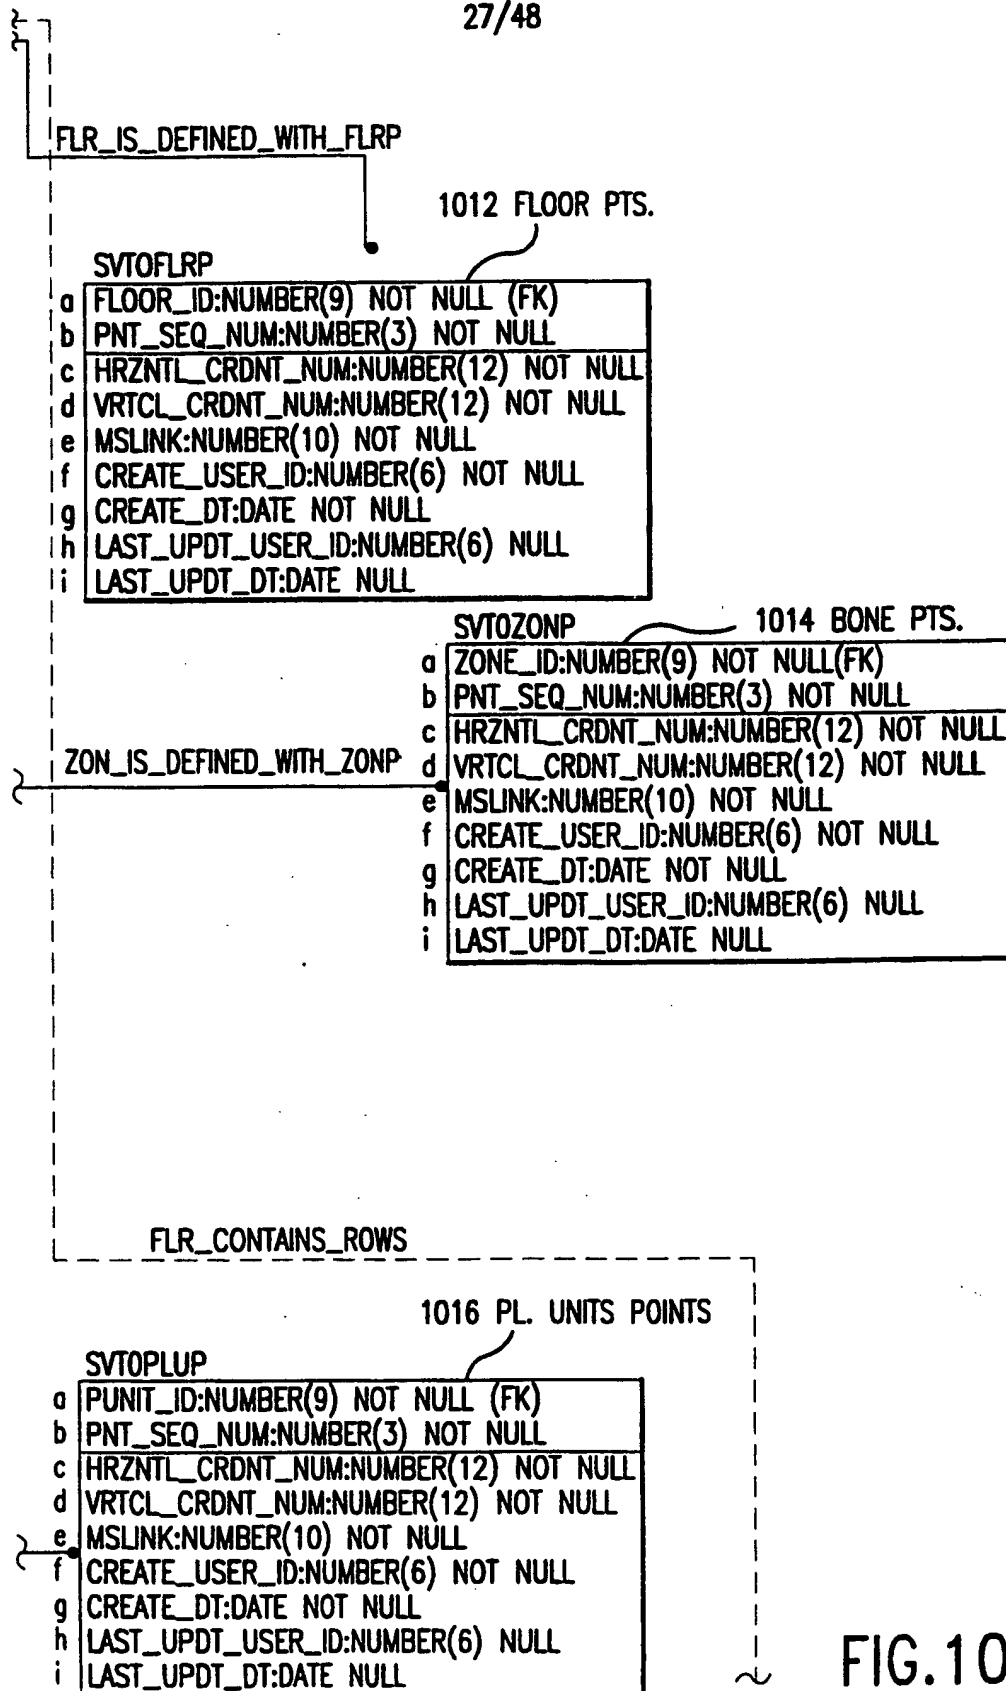 27/48
FLR_IS_DEFINED_WITH_FLRP
1012 FLOOR PTS.
SVTOFLRP
a FLOOR_ID:NUMBER(9) NOT NULL (FK)
b PNT_SEQ_NUM:NUMBER(3) NOT NULL
c HRZNTL_CRDNT_NUM:NUMBER(12) NOT NULL
d VRTCL_CRDNT_NUM:NUMBER(12) NOT NULL
e MSLINK:NUMBER(10) NOT NULL
f CREATE_USER_ID:NUMBER(6) NOT NULL
g CREATE_DT:DATE NOT NULL
h LAST_UPDT_USER_ID:NUMBER(6) NULL
i LAST_UPDT_DT:DATE NULL
1014 BONE PTS.
SVTOZONP
a ZONE_ID:NUMBER(9) NOT NULL(FK)
b PNT_SEQ_NUM:NUMBER(3) NOT NULL
c HRZNTL_CRDNT_NUM:NUMBER(12) NOT NULL
ZON_IS_DEFINED_WITH_ZONP
d VRTCL_CRDNT_NUM:NUMBER(12) NOT NULL
e MSLINK:NUMBER(10) NOT NULL
f CREATE_USER_ID:NUMBER(6) NOT NULL
g CREATE_DT:DATE NOT NULL
h LAST_UPDT_USER_ID:NUMBER(6) NULL
i LAST_UPDT_DT:DATE NULL
FLR_CONTAINS_ROWS
1016 PL. UNITS POINTS
SVTOPLUP
a PUNIT_ID:NUMBER(9) NOT NULL (FK)
b PNT_SEQ_NUM:NUMBER(3) NOT NULL
c HRZNTL_CRDNT_NUM:NUMBER(12) NOT NULL
d VRTCL_CRDNT_NUM:NUMBER(12) NOT NULL
e MSLINK:NUMBER(10) NOT NULL
f CREATE_USER_ID:NUMBER(6) NOT NULL
g CREATE_DT:DATE NOT NULL
h LAST_UPDT_USER_ID:NUMBER(6) NULL
i LAST_UPDT_DT:DATE NULL
FIG.10